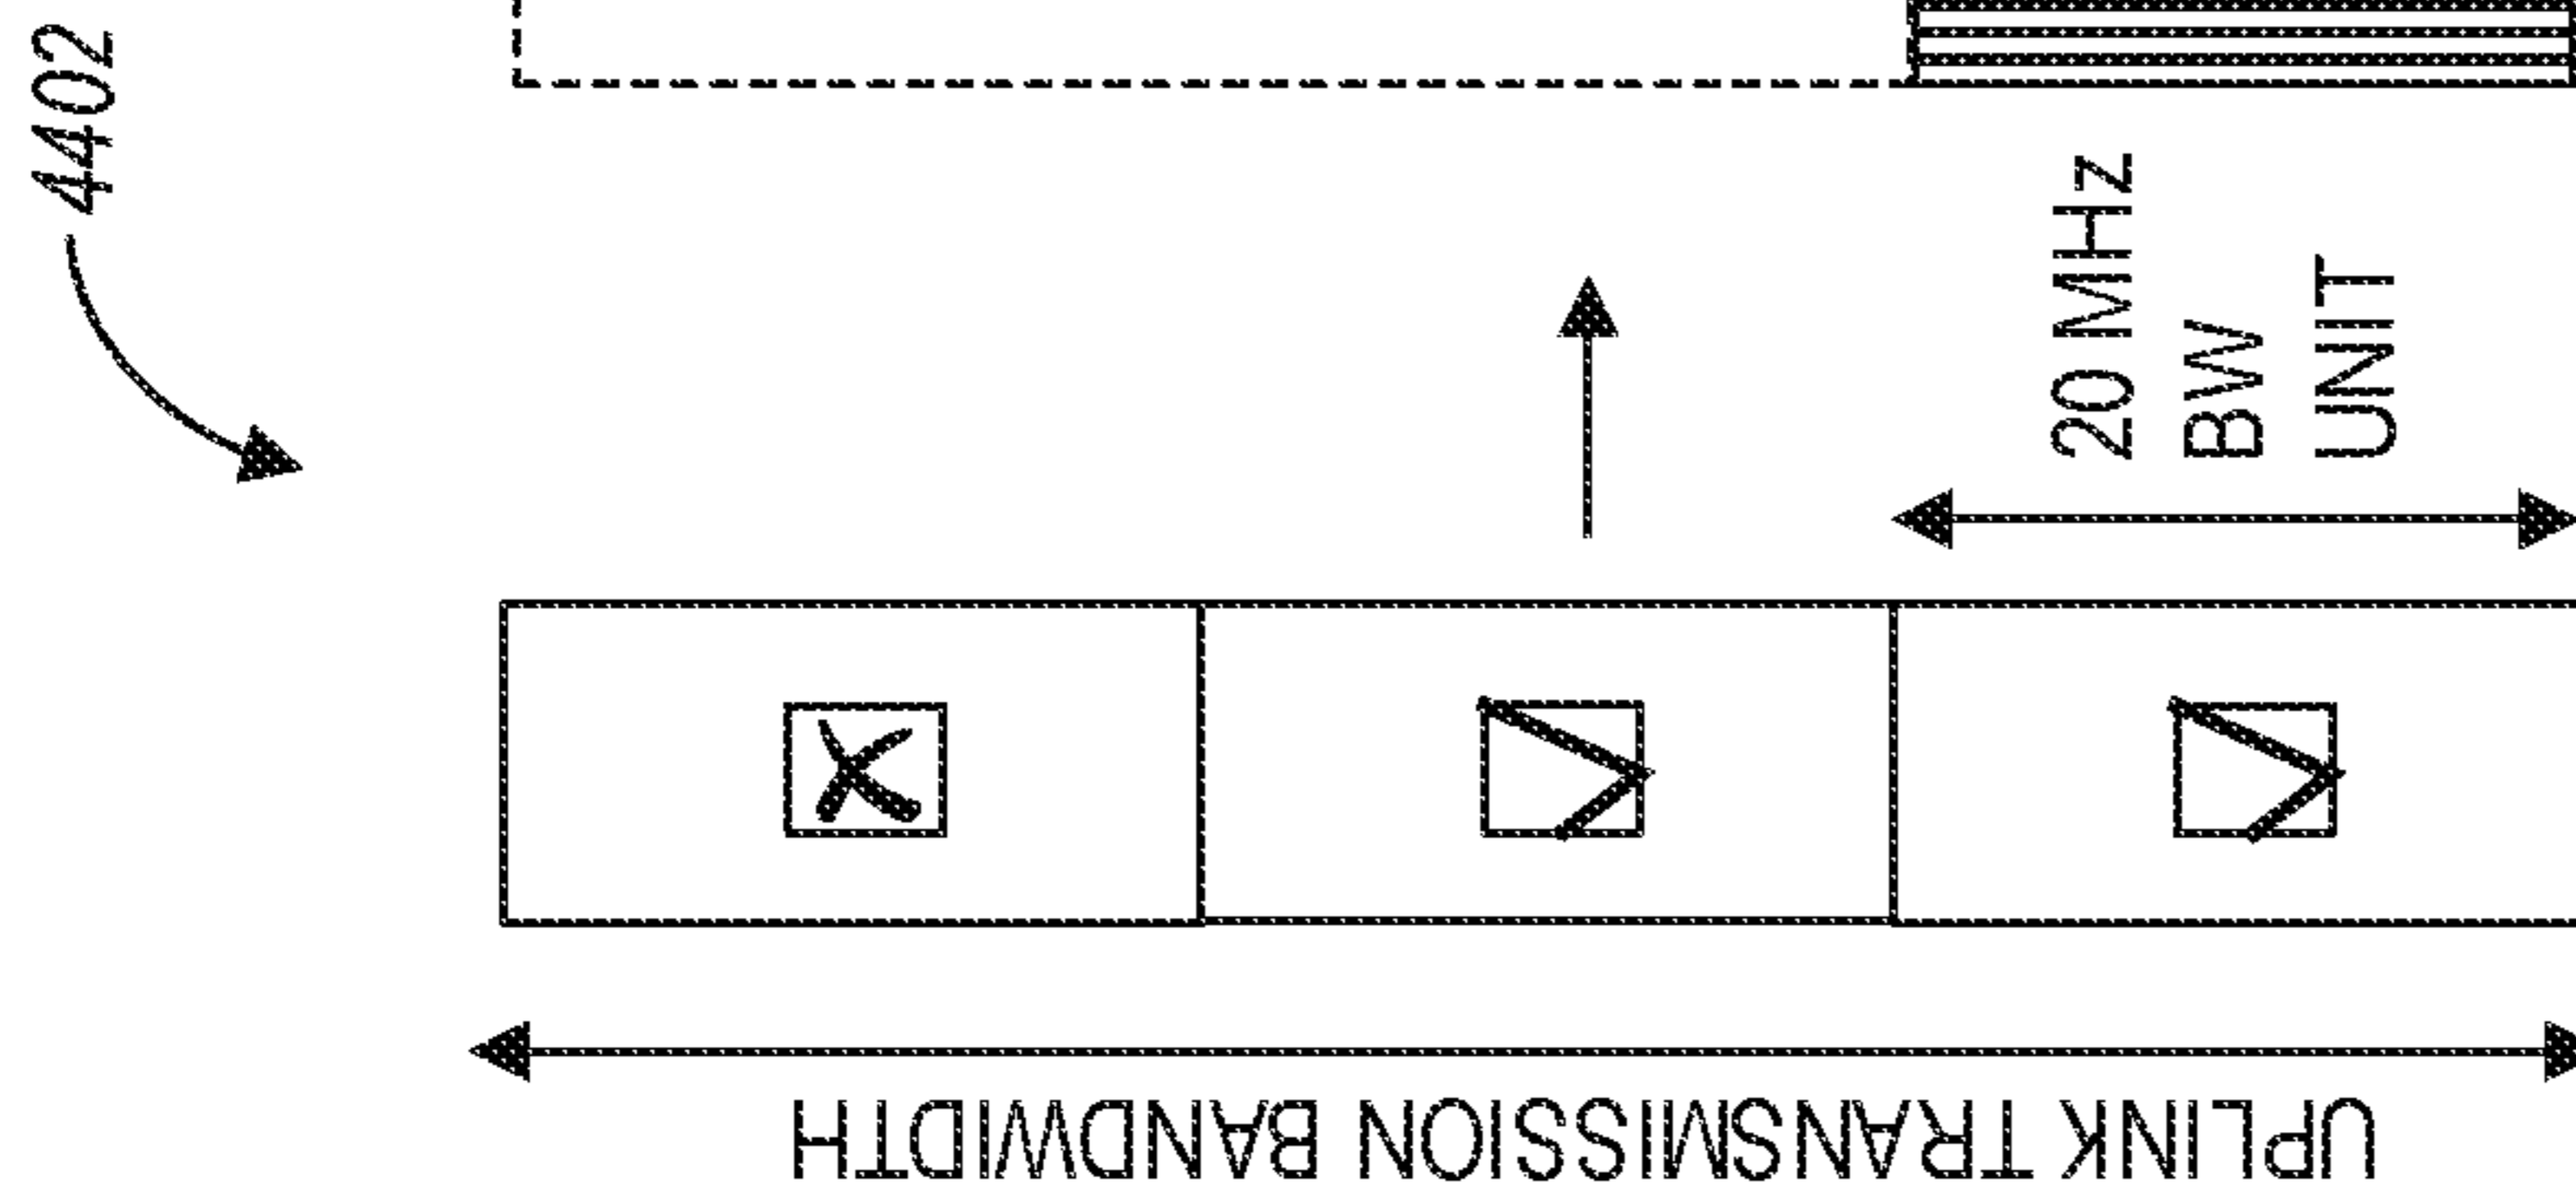 4402
20 MHz
BW
UNIT
UPLINK TRANSMISSION BANDWIDTH